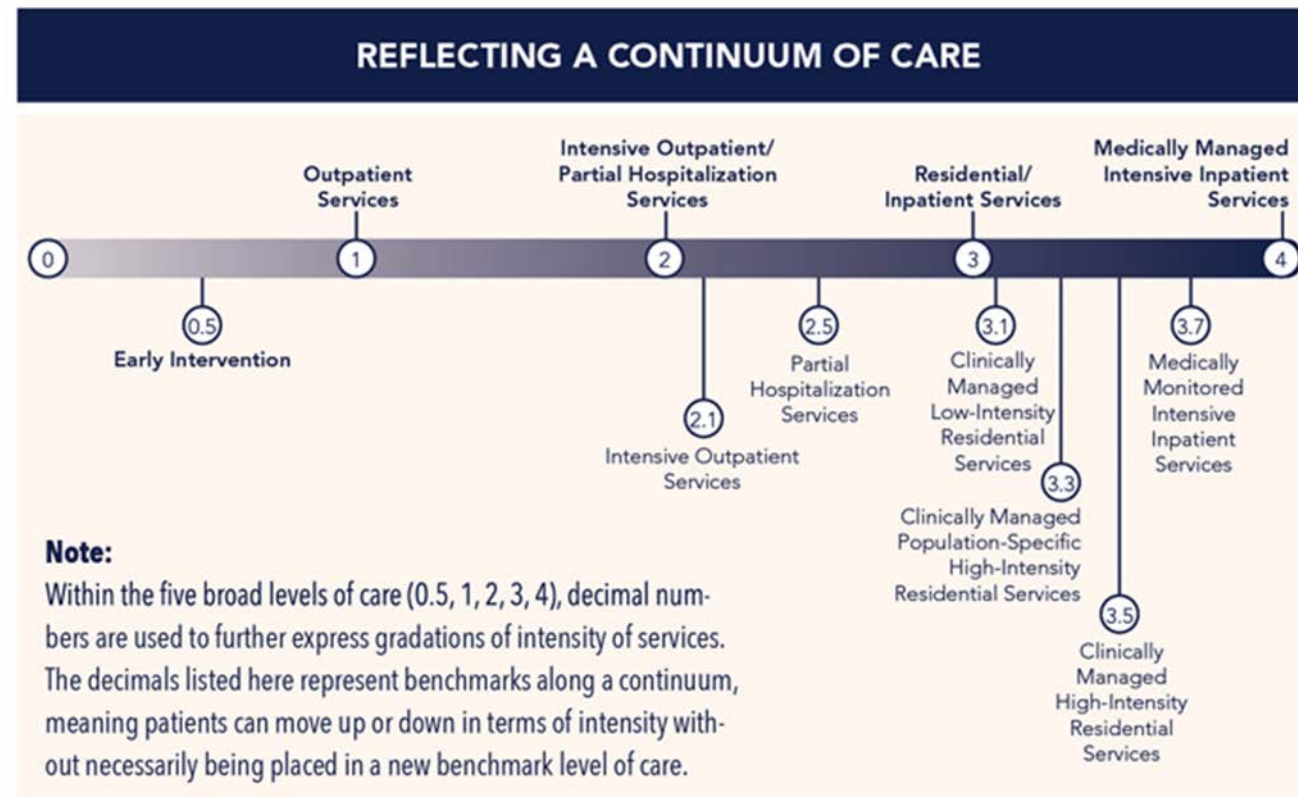 REFLECTING A CONTINUUM OF CARE
Outpatient
Services
Intensive Outpatient/
Partial Hospitalization
Services
Residential/
Inpatient Services
Medically Managed
Intensive Inpatient
Services
0
1
2
3
4
0.5
Early Intervention
2.1
Intensive Outpatient
Services
2.5
Partial
Hospitalization
Services
3.1
Clinically
Managed
Low-Intensity
Residential
Services
3.3
Clinically Managed
Population-Specific
High-Intensity
Residential Services
3.5
Clinically
Managed
High-Intensity
Residential
Services
3.7
Medically
Monitored
Intensive
Inpatient
Services
Note:
Within the five broad levels of care (0.5, 1, 2, 3, 4), decimal num-
bers are used to further express gradations of intensity of services.
The decimals listed here represent benchmarks along a continuum,
meaning patients can move up or down in terms of intensity with-
out necessarily being placed in a new benchmark level of care.